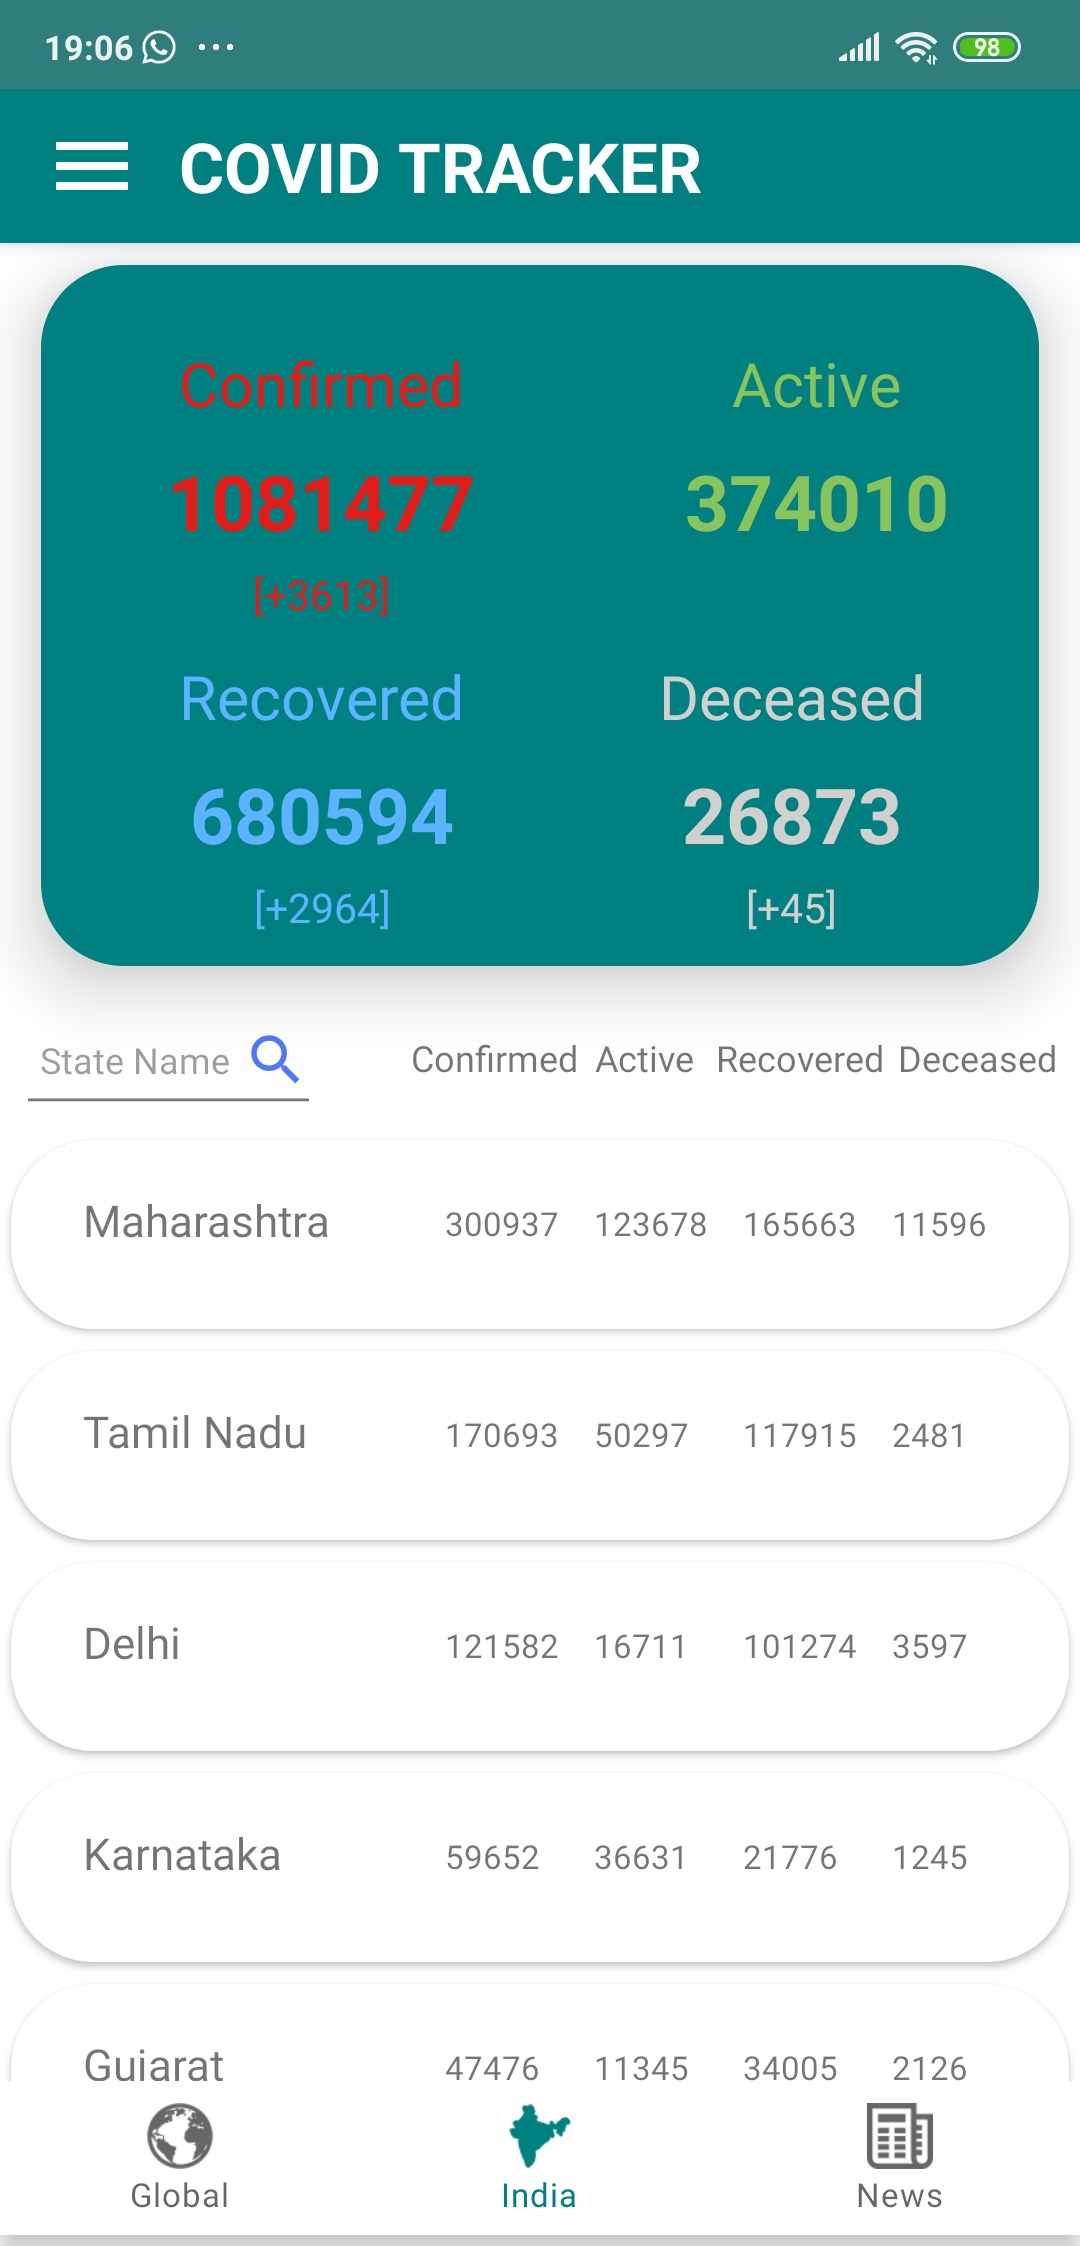 19:06 ... 98
COVID TRACKER
Confirmed Active
1081477 374010
[+3613]
Recovered Deceased
680594 26873
[+2964] [+45]
State Name Confirmed Active Recovered Deceased
Maharashtra 300937 123678 165663 11596
Tamil Nadu 170693 50297 117915 2481
Delhi 121582 16711 101274 3597
Karnataka 59652 36631 21776 1245
Gujarat 47476 11345 34005 2126
Global India News